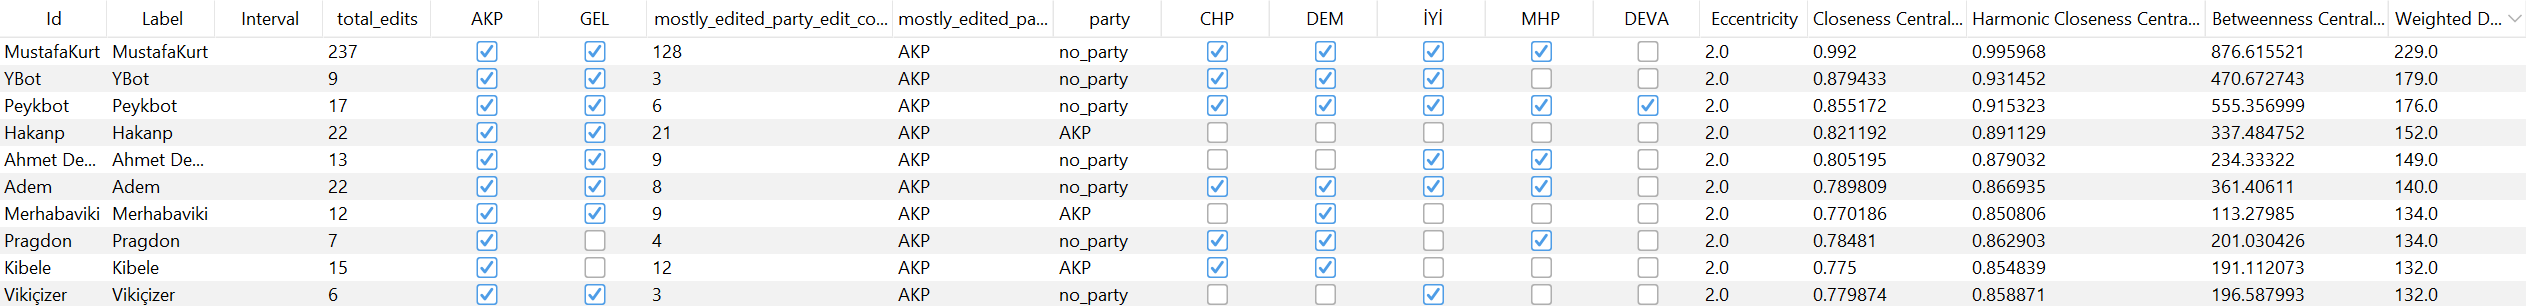 Id Label Interval total_edits AKP GEL mostly_edited_party_edit_co... mostly_edited_pa... party CHP DEM İYİ MHP DEVA Eccentricity Closeness Central... Harmonic Closeness Centra... Betweenness Central... Weighted D...
MustafaKurt MustafaKurt 237 128 AKP no_party 2.0 0.992 0.995968 876.615521 229.0
YBot YBot 9 3 AKP no_party 2.0 0.879433 0.931452 470.672743 179.0
Peykbot Peykbot 17 6 AKP no_party 2.0 0.855172 0.915323 555.356999 176.0
Hakanp Hakanp 22 21 AKP AKP 2.0 0.821192 0.891129 337.484752 152.0
Ahmet De... Ahmet De... 13 9 AKP no_party 2.0 0.805195 0.879032 234.33322 149.0
Adem Adem 22 8 AKP no_party 2.0 0.789809 0.866935 361.40611 140.0
Merhabaviki Merhabaviki 12 9 AKP AKP 2.0 0.770186 0.850806 113.27985 134.0
Pragdon Pragdon 7 4 AKP no_party 2.0 0.78481 0.862903 201.030426 134.0
Kibele Kibele 15 12 AKP AKP 2.0 0.775 0.854839 191.112073 132.0
Vikiçizer Vikiçizer 6 3 AKP no_party 2.0 0.779874 0.858871 196.587993 132.0